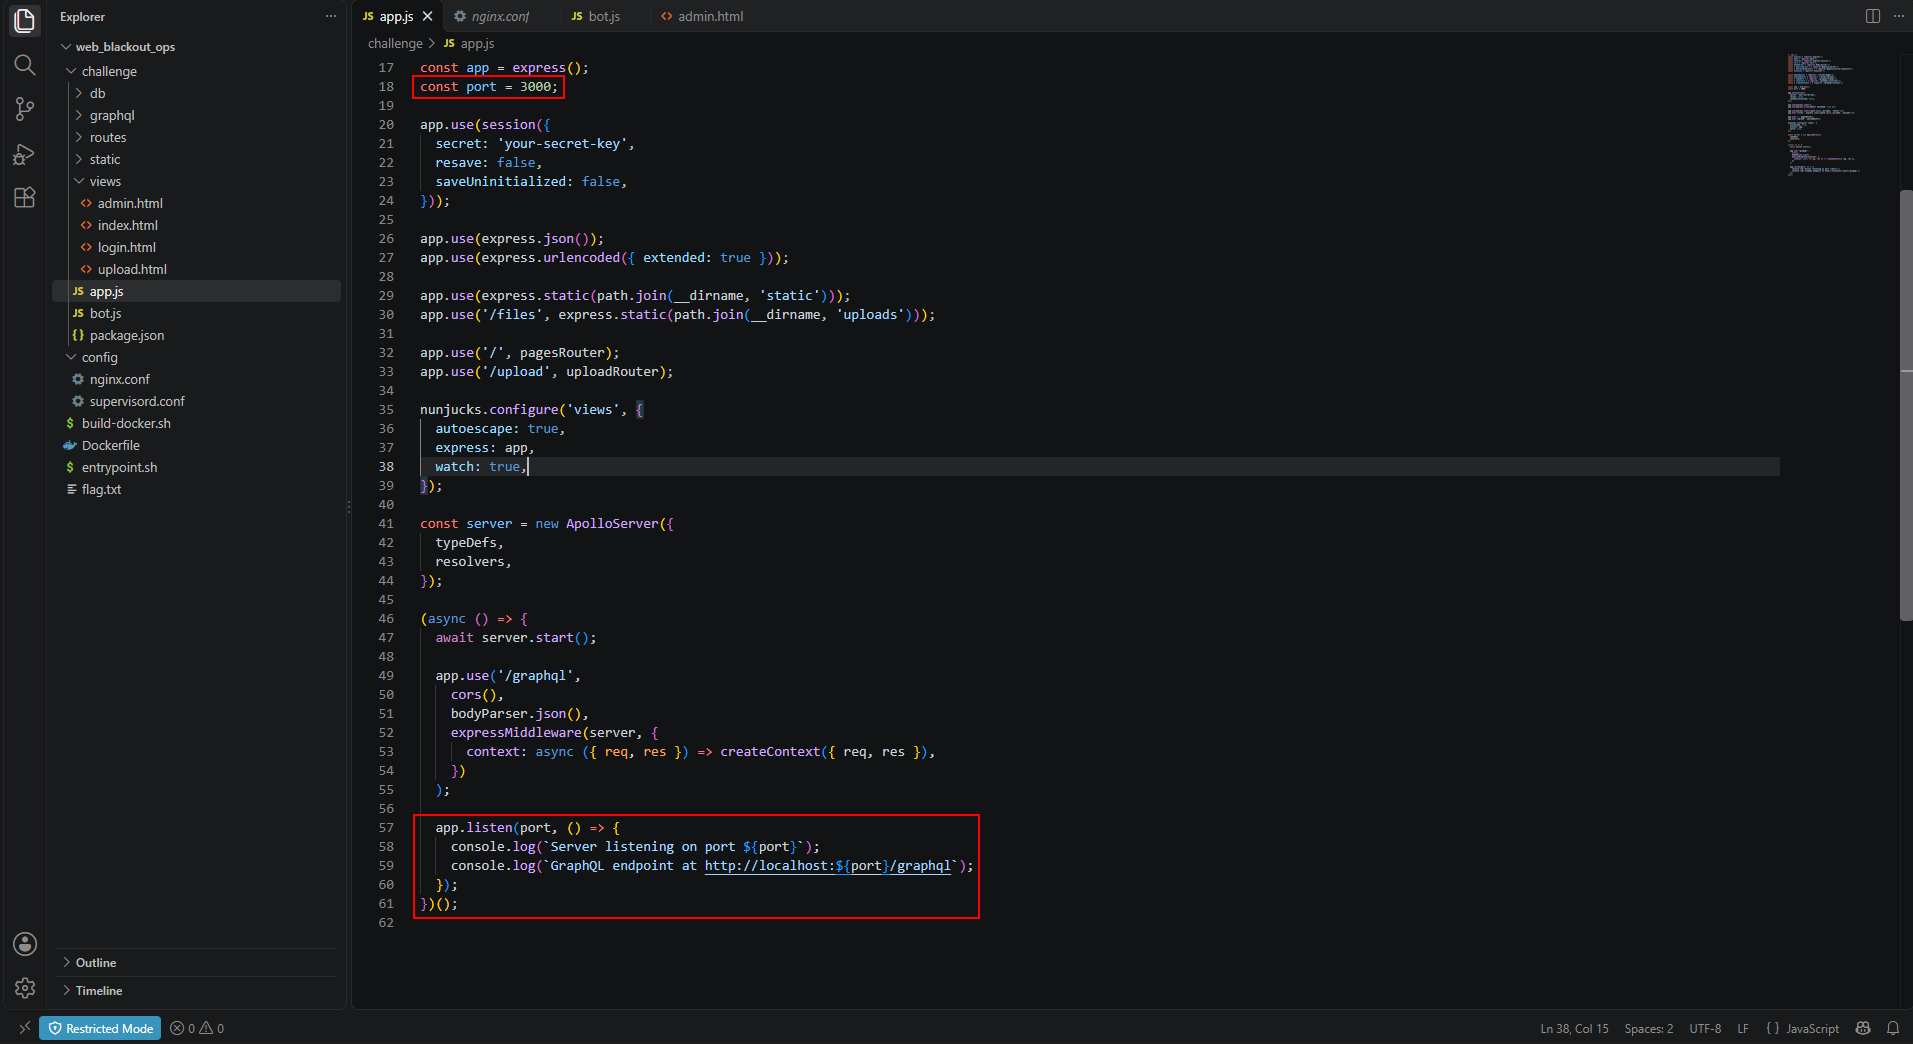 Explorer
web_blackout_ops
challenge
db
graphql
routes
static
views
admin.html
index.html
login.html
upload.html
JS app.js
JS bot.js
{} package.json
config
nginx.conf
supervisord.conf
$ build-docker.sh
Dockerfile
$ entrypoint.sh
flag.txt
Outline
Timeline
JS app.js
nginx.conf
JS bot.js
<> admin.html
challenge > JS app.js
17 const app = express();
18 const port = 3000;
19
20 app.use(session({
21   secret: 'your-secret-key',
22   resave: false,
23   saveUninitialized: false,
24 }));
25
26 app.use(express.json());
27 app.use(express.urlencoded({ extended: true }));
28
29 app.use(express.static(path.join(__dirname, 'static')));
30 app.use('/files', express.static(path.join(__dirname, 'uploads')));
31
32 app.use('/', pagesRouter);
33 app.use('/upload', uploadRouter);
34
35 nunjucks.configure('views', {
36   autoescape: true,
37   express: app,
38   watch: true,
39 });
40
41 const server = new ApolloServer({
42   typeDefs,
43   resolvers,
44 });
45
46 (async () => {
47   await server.start();
48
49   app.use('/graphql',
50     cors(),
51     bodyParser.json(),
52     expressMiddleware(server, {
53       context: async ({ req, res }) => createContext({ req, res }),
54     })
55   );
56
57   app.listen(port, () => {
58     console.log(`Server listening on port ${port}`);
59     console.log(`GraphQL endpoint at http://localhost:${port}/graphql`);
60   });
61 })();
62
Restricted Mode
0 0
Ln 38, Col 15
Spaces: 2
UTF-8
LF
{ } JavaScript